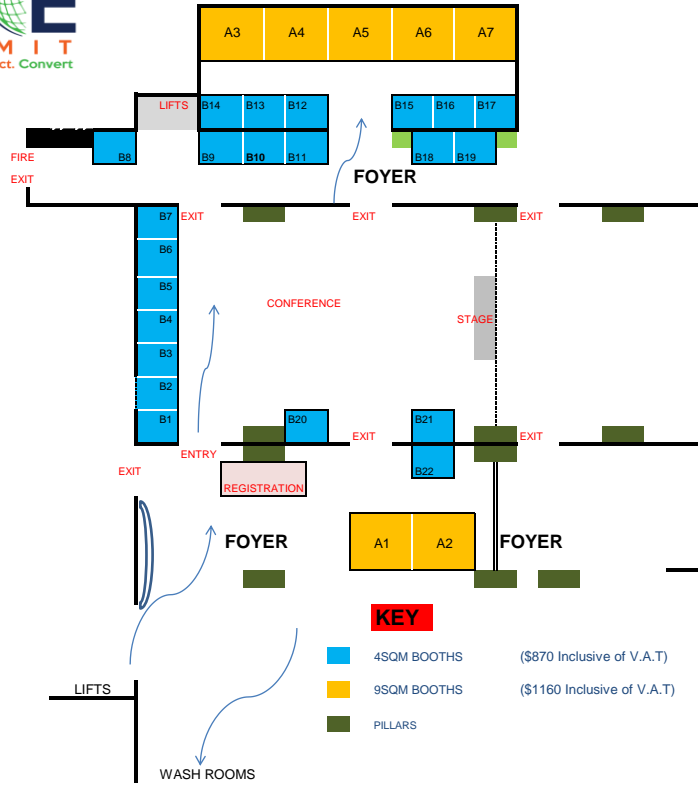 M I T
ct. Convert
A3 A4 A5 A6 A7
LIFTS B14 B13 B12 B15 B16 B17
FIRE B8 B9 B10 B11 B18 B19
EXIT
FOYER
B7 EXIT EXIT EXIT
B6
B5
CONFERENCE
B4 STAGE
B3
B2
B1 B20 B21
EXIT EXIT
ENTRY
EXIT B22
REGISTRATION
FOYER A1 A2 FOYER
KEY
4SQM BOOTHS ($870 Inclusive of V.A.T)
LIFTS 9SQM BOOTHS ($1160 Inclusive of V.A.T)
PILLARS
WASH ROOMS